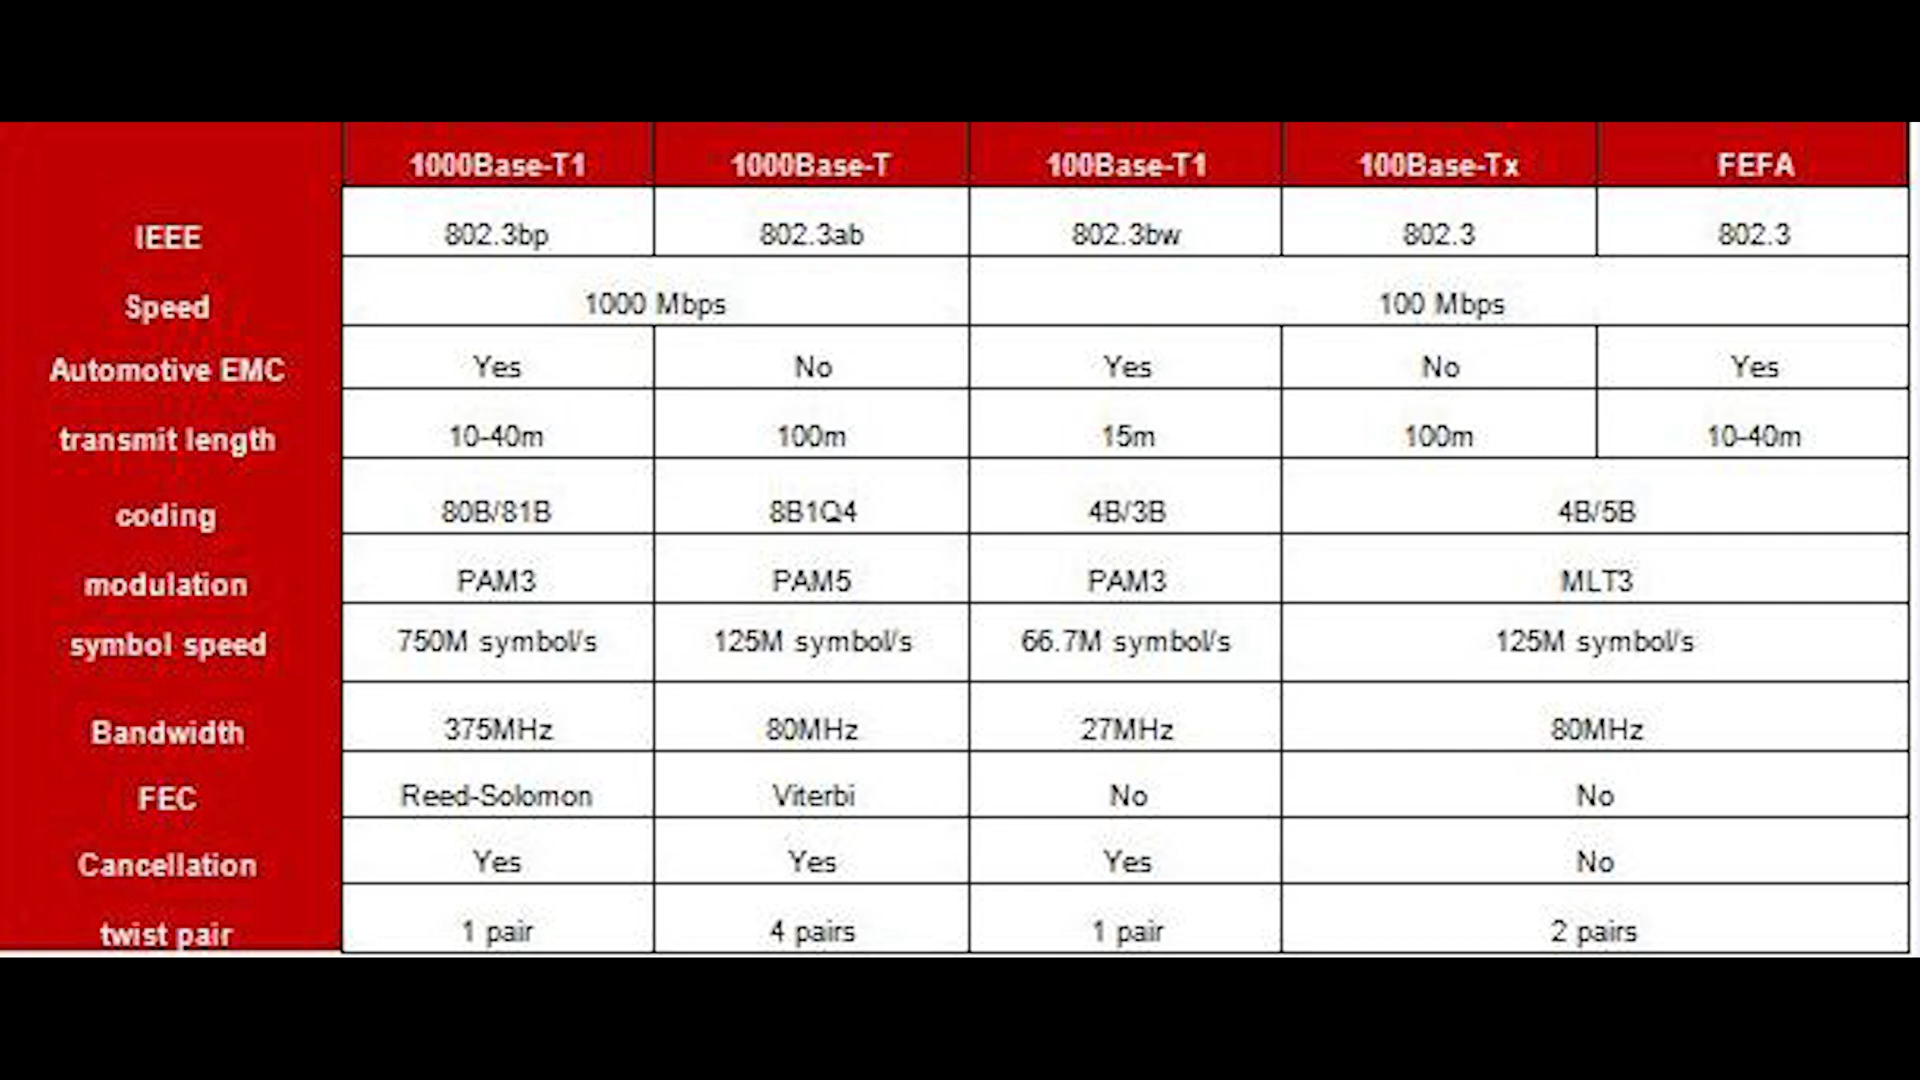 1000Base-T1 1000Base-T 100Base-T1 100Base-Tx FEFA
IEEE 802.3bp 802.3ab 802.3bw 802.3 802.3
Speed 1000 Mbps 100 Mbps
Automotive EMC Yes No Yes No Yes
transmit length 10-40m 100m 15m 100m 10-40m
coding 80B/81B 8B1Q4 4B/3B 4B/5B
modulation PAM3 PAM5 PAM3 MLT3
symbol speed 750M symbol/s 125M symbol/s 66.7M symbol/s 125M symbol/s
Bandwidth 375MHz 80MHz 27MHz 80MHz
FEC Reed-Solomon Viterbi No No
Cancellation Yes Yes Yes No
twist pair 1 pair 4 pairs 1 pair 2 pairs